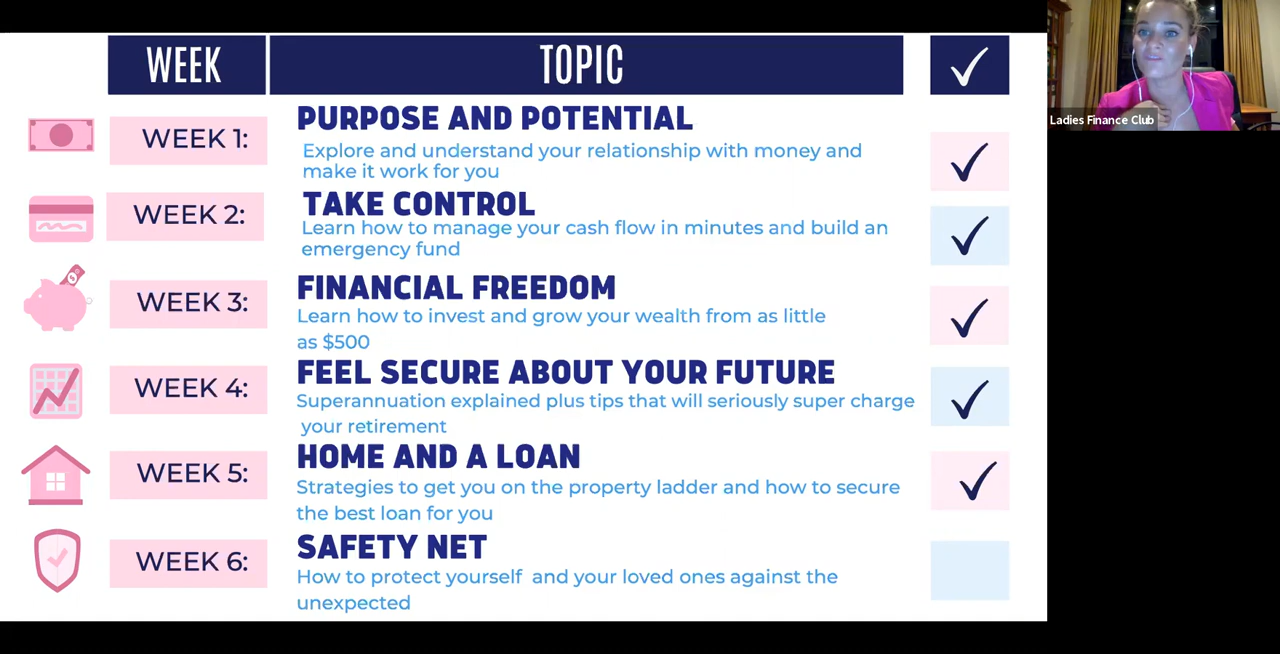 WEEK
TOPIC
WEEK 1:
PURPOSE AND POTENTIAL
Explore and understand your relationship with money and
make it work for you
WEEK 2:
TAKE CONTROL
Learn how to manage your cash flow in minutes and build an
emergency fund
WEEK 3:
FINANCIAL FREEDOM
Learn how to invest and grow your wealth from as little
as $500
WEEK 4:
FEEL SECURE ABOUT YOUR FUTURE
Superannuation explained plus tips that will seriously super charge
your retirement
WEEK 5:
HOME AND A LOAN
Strategies to get you on the property ladder and how to secure
the best loan for you
WEEK 6:
SAFETY NET
How to protect yourself and your loved ones against the
unexpected
Ladies Finance Club